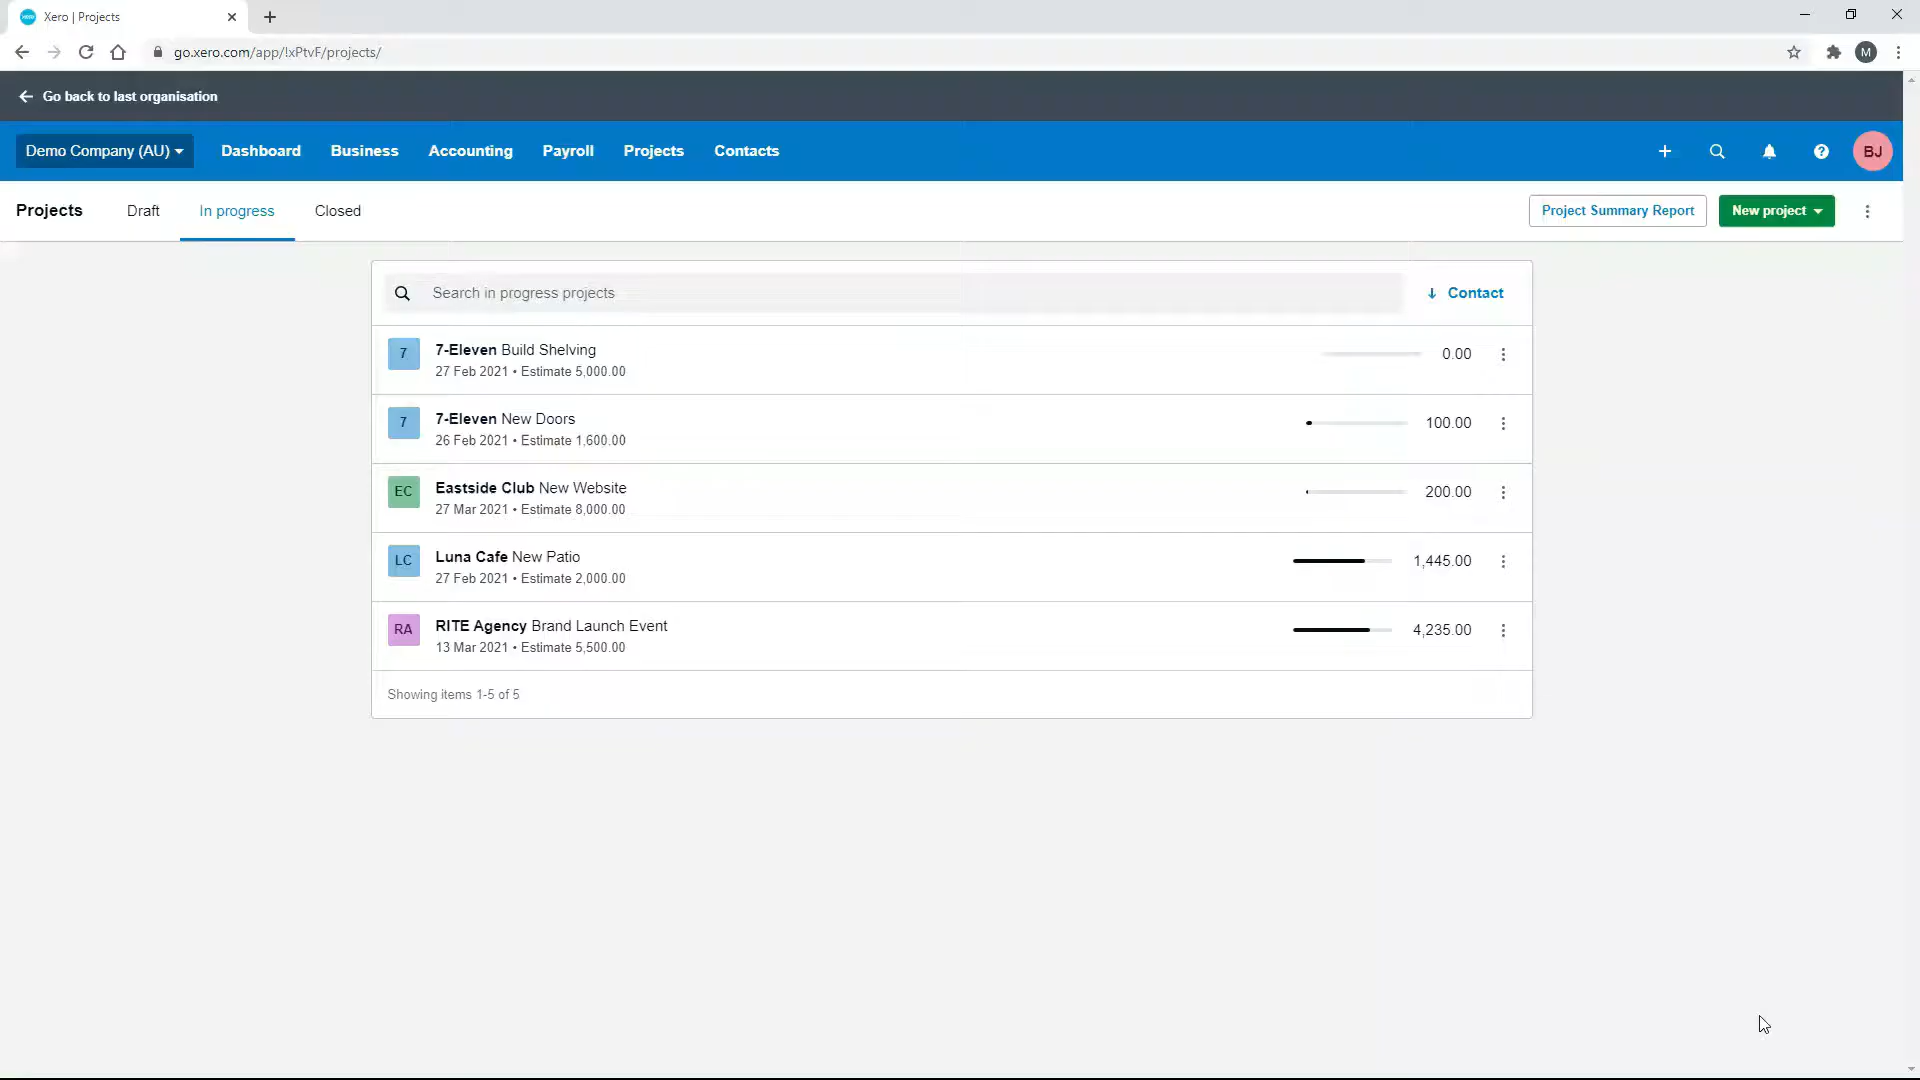 Xero | Projects
go.xero.com/app/!xPtvF/projects/
M
Go back to last organisation
Demo Company (AU) Dashboard Business Accounting Payroll Projects Contacts
BJ
Projects Draft In progress Closed Project Summary Report New project
Search in progress projects Contact
7 7-Eleven Build Shelving 0.00
27 Feb 2021 • Estimate 5,000.00
7 7-Eleven New Doors 100.00
26 Feb 2021 • Estimate 1,600.00
EC Eastside Club New Website 200.00
27 Mar 2021 • Estimate 8,000.00
LC Luna Cafe New Patio 1,445.00
27 Feb 2021 • Estimate 2,000.00
RA RITE Agency Brand Launch Event 4,235.00
13 Mar 2021 • Estimate 5,500.00
Showing items 1-5 of 5